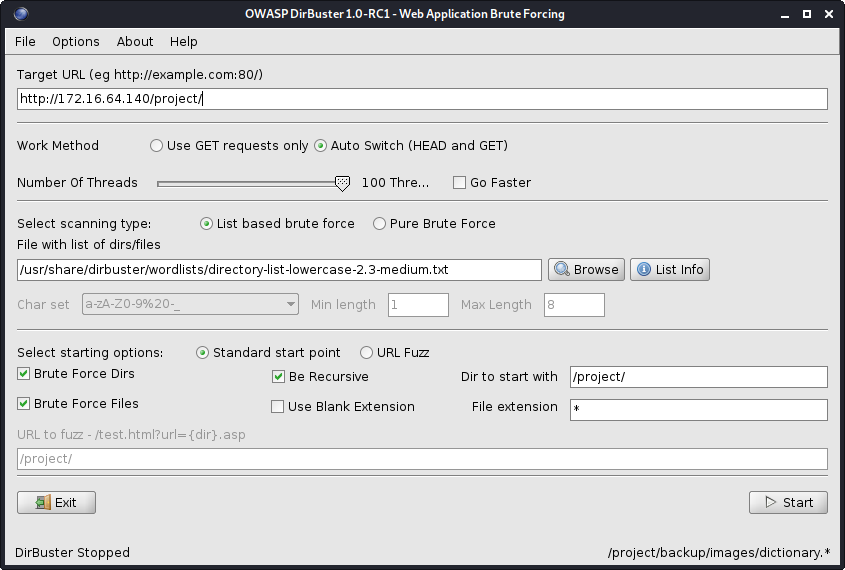 OWASP DirBuster 1.0-RC1 - Web Application Brute Forcing
File Options About Help
Target URL (eg http://example.com:80/)
http://172.16.64.140/project/
Work Method Use GET requests only Auto Switch (HEAD and GET)
Number Of Threads 100 Thre... Go Faster
Select scanning type: List based brute force Pure Brute Force
File with list of dirs/files
/usr/share/dirbuster/wordlists/directory-list-lowercase-2.3-medium.txt Browse List Info
Char set a-zA-Z0-9%20-_ Min length 1 Max Length 8
Select starting options: Standard start point URL Fuzz
Brute Force Dirs Be Recursive Dir to start with /project/
Brute Force Files Use Blank Extension File extension *
URL to fuzz - /test.html?url={dir}.asp
/project/
Exit Start
DirBuster Stopped /project/backup/images/dictionary.*